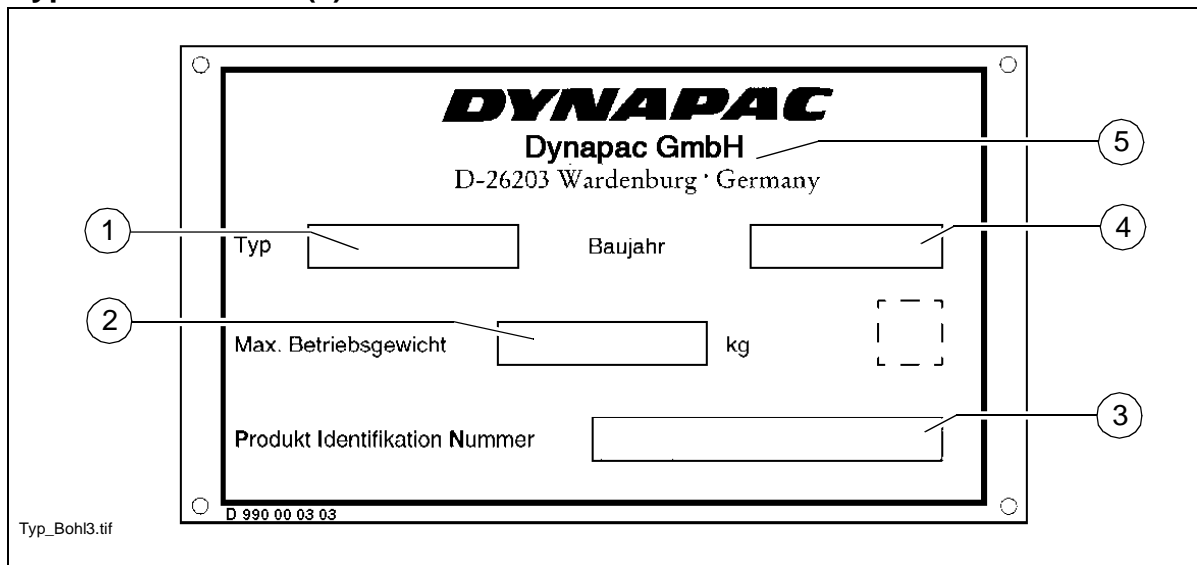 DYNAPAC
Dynapac GmbH
5
D-26203 Wardenburg · Germany
1
Typ
Baujahr
4
2
Max. Betriebsgewicht
kg
3
Produkt Identifikation Nummer
D 990 00 03 03
Typ_Bohl3.tif